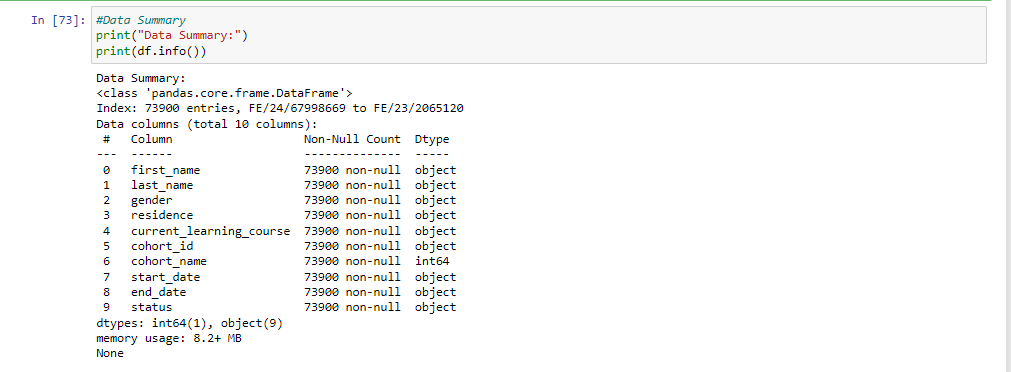 In [73]: #Data Summary
print("Data Summary:")
print(df.info())
Data Summary:
<class 'pandas.core.frame.DataFrame'>
Index: 73900 entries, FE/24/67998669 to FE/23/2065120
Data columns (total 10 columns):
 #   Column                   Non-Null Count  Dtype
---  ------                   --------------  -----
 0   first_name               73900 non-null  object
 1   last_name                73900 non-null  object
 2   gender                   73900 non-null  object
 3   residence                73900 non-null  object
 4   current_learning_course  73900 non-null  object
 5   cohort_id                73900 non-null  object
 6   cohort_name              73900 non-null  int64
 7   start_date               73900 non-null  object
 8   end_date                 73900 non-null  object
 9   status                   73900 non-null  object
dtypes: int64(1), object(9)
memory usage: 8.2+ MB
None